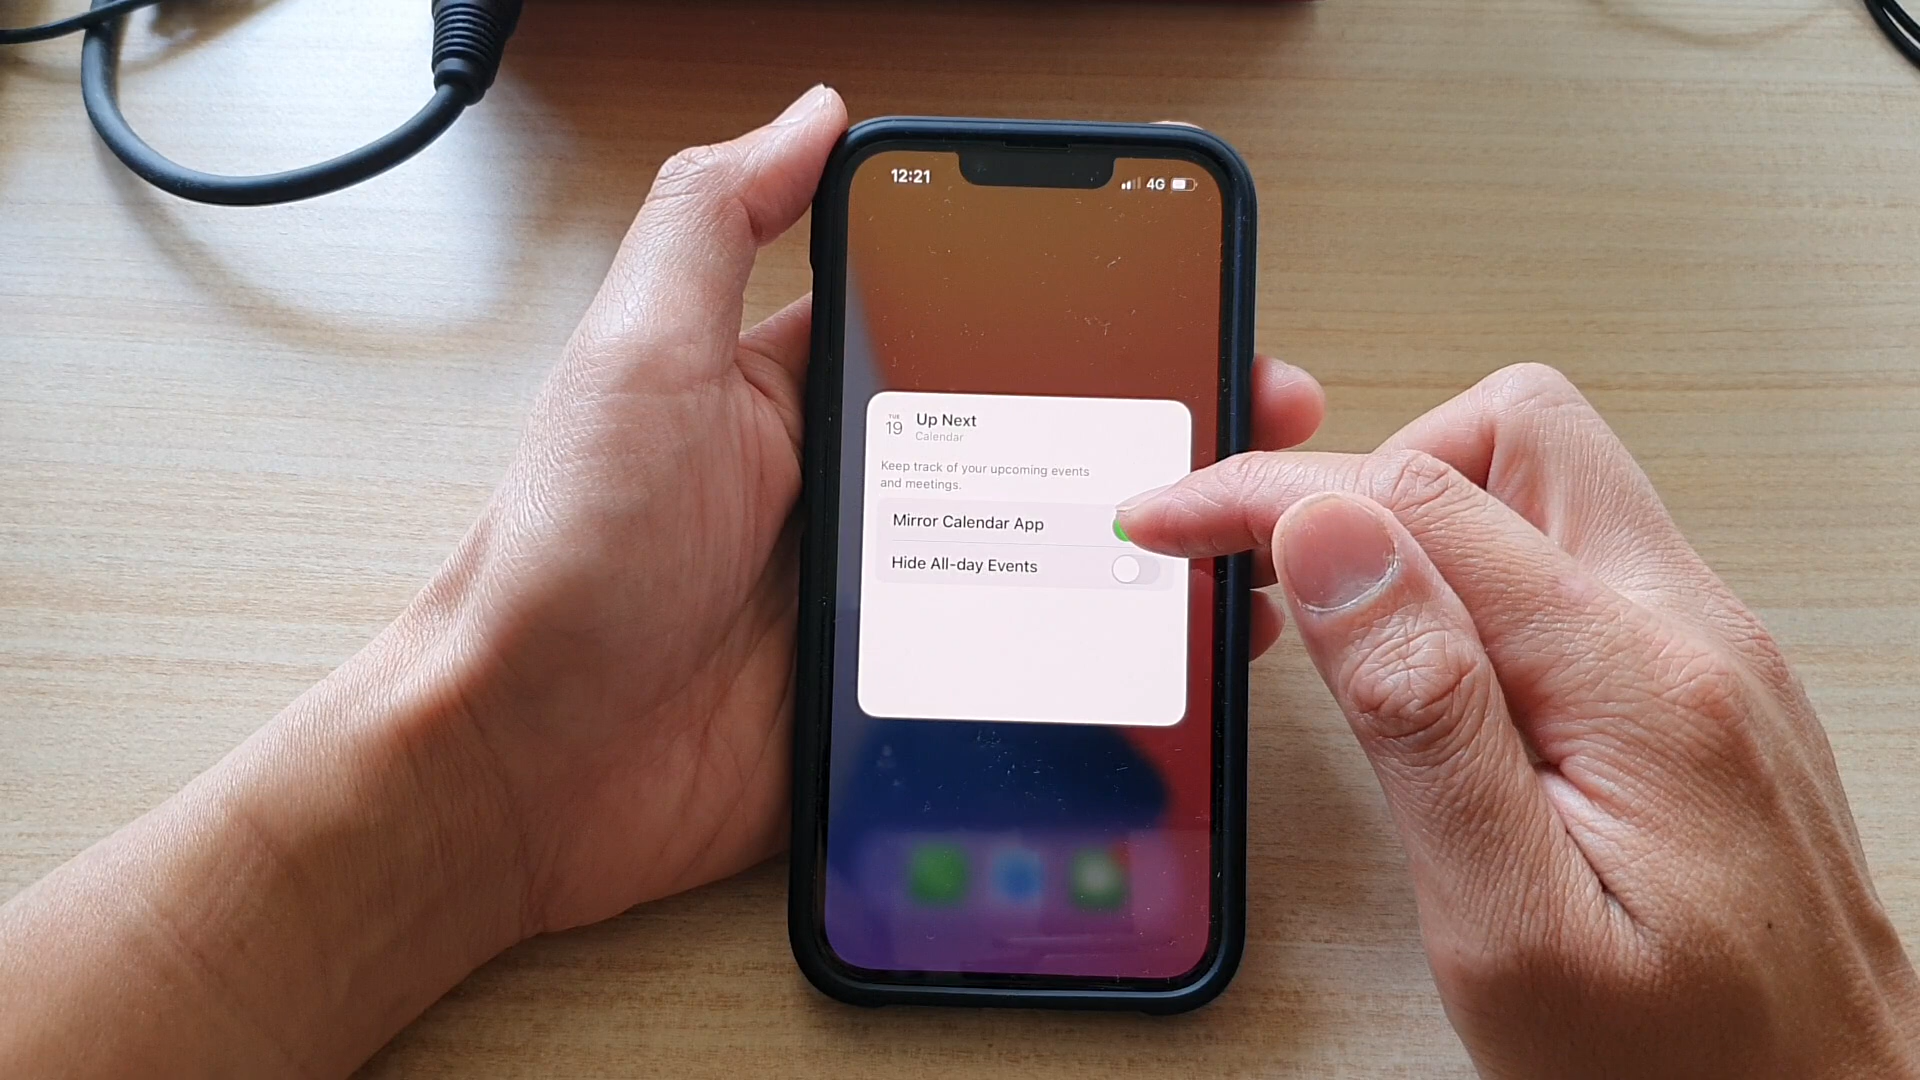 12:21
4G
TUE
19
Up Next
Calendar
Keep track of your upcoming events
and meetings.
Mirror Calendar App
Hide All-day Events